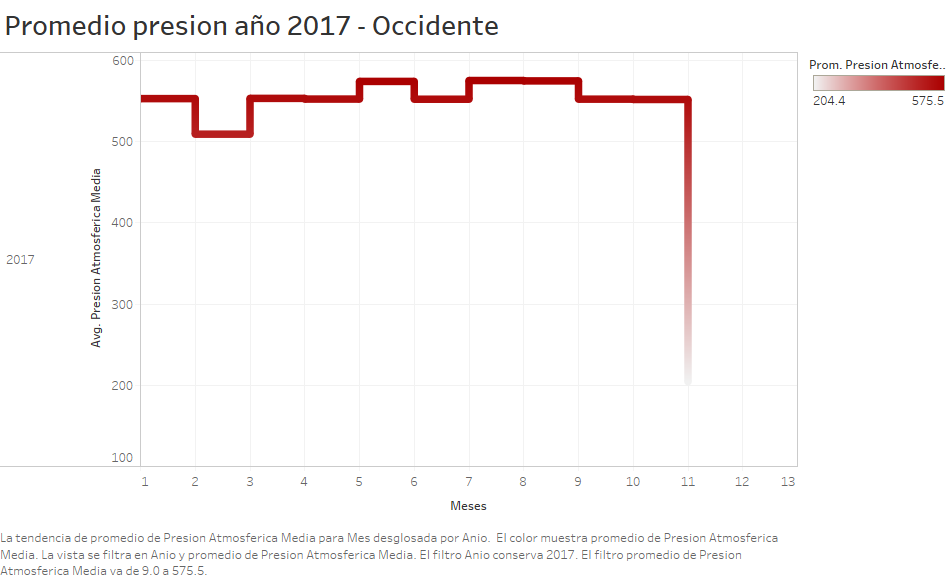 Promedio presion año 2017 - Occidente
Prom. Presion Atmosfe..
204.4 575.5
600
500
400
300
200
100
2017
Avg. Presion Atmosferica Media
1 2 3 4 5 6 7 8 9 10 11 12 13
Meses
La tendencia de promedio de Presion Atmosferica Media para Mes desglosada por Anio.  El color muestra promedio de Presion Atmosferica
Media. La vista se filtra en Anio y promedio de Presion Atmosferica Media. El filtro Anio conserva 2017. El filtro promedio de Presion
Atmosferica Media va de 9.0 a 575.5.